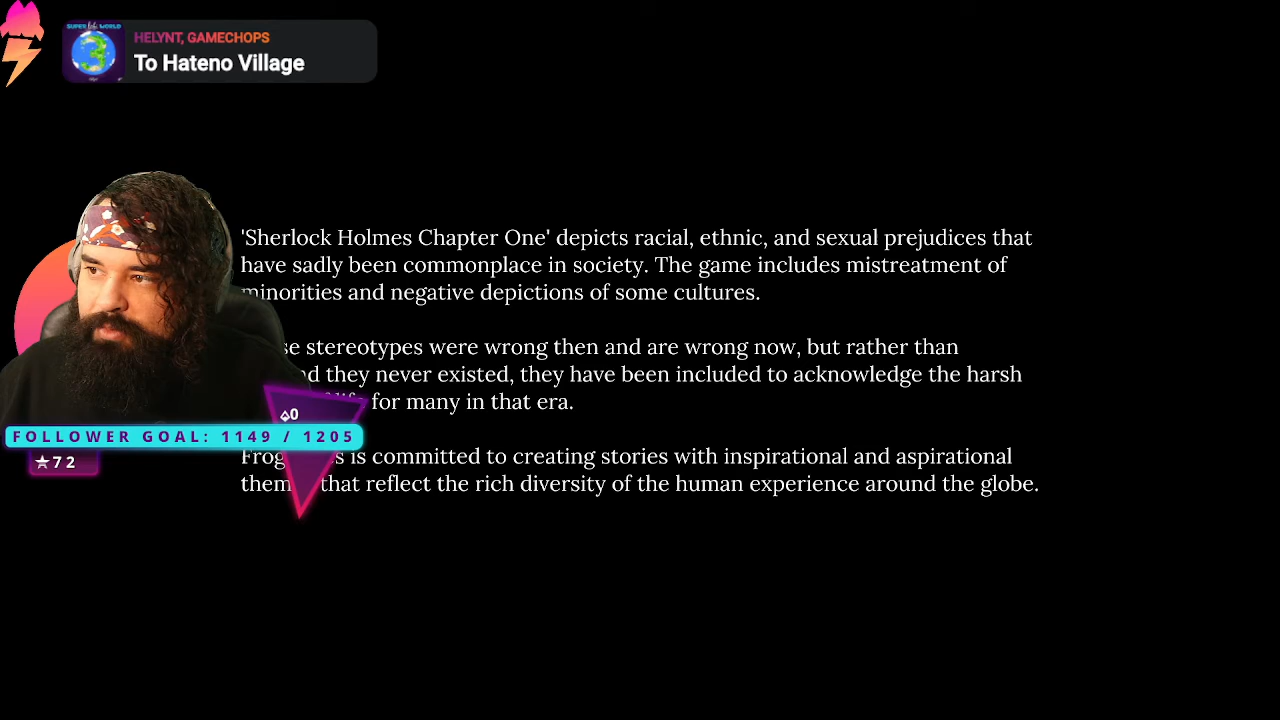 SUPER WORLD
3
HELYNT, GAMECHOPS
To Hateno Village
'Sherlock Holmes Chapter One' depicts racial, ethnic, and sexual prejudices that
have sadly been commonplace in society. The game includes mistreatment of
minorities and negative depictions of some cultures.
stereotypes were wrong then and are wrong now, but rather than
they never existed, they have been included to acknowledge the harsh
for many in that era.
is committed to creating stories with inspirational and aspirational
that reflect the rich diversity of the human experience around the globe.
0
FOLLOWER GOAL: 1149 / 1205
72